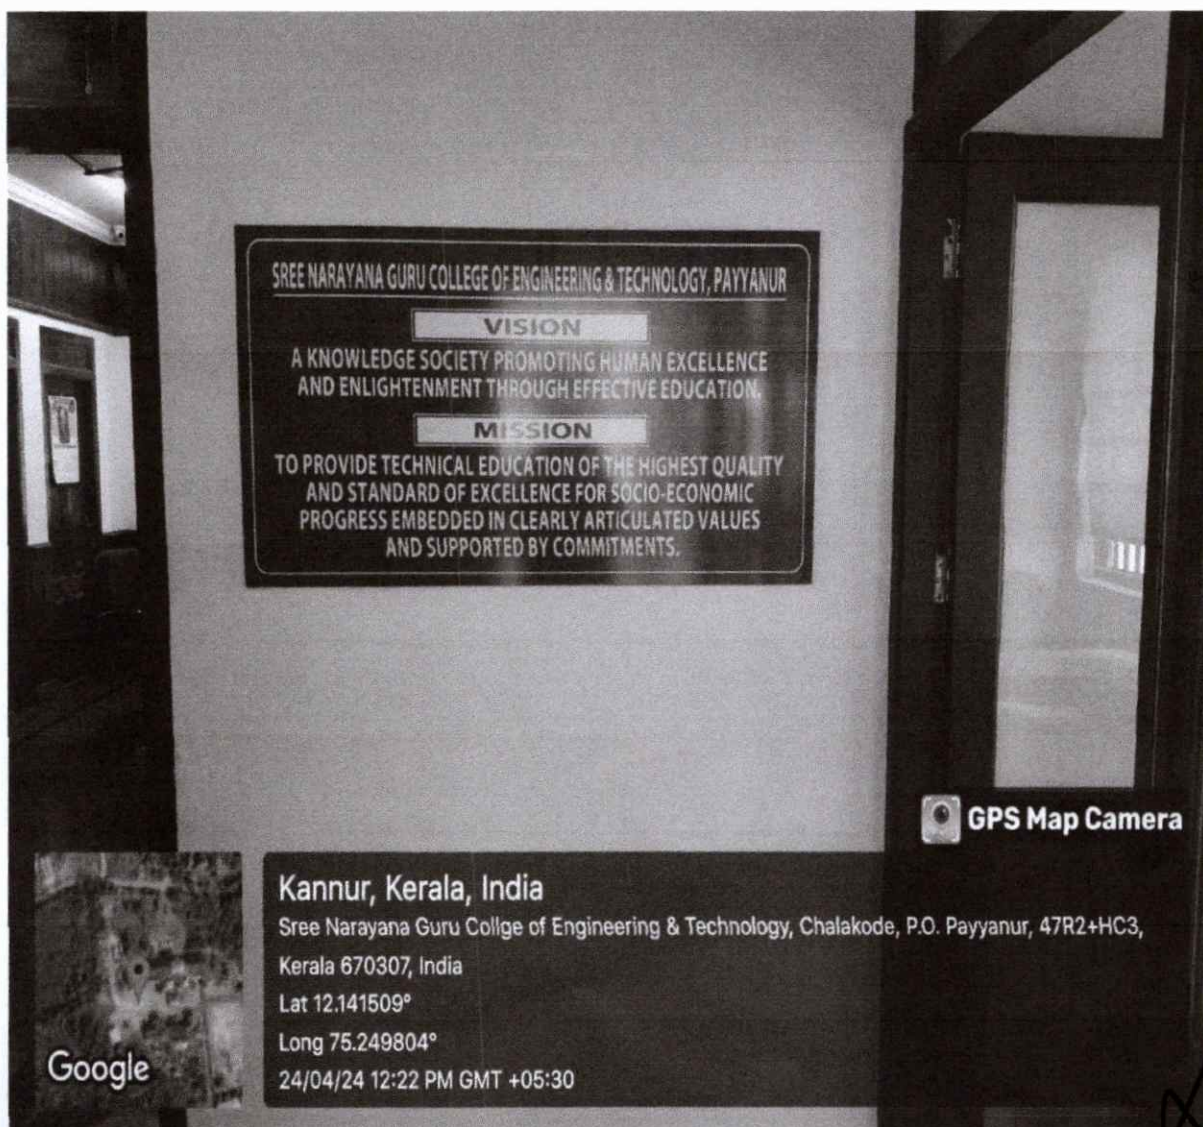 SREE NARAYANA GURU COLLEGE OF ENGINEERING & TECHNOLOGY, PAYYANUR
VISION
A KNOWLEDGE SOCIETY PROMOTING HUMAN EXCELLENCE
AND ENLIGHTENMENT THROUGH EFFECTIVE EDUCATION.
MISSION
TO PROVIDE TECHNICAL EDUCATION OF THE HIGHEST QUALITY
AND STANDARD OF EXCELLENCE FOR SOCIO-ECONOMIC
PROGRESS EMBEDDED IN CLEARLY ARTICULATED VALUES
AND SUPPORTED BY COMMITMENTS.
GPS Map Camera
Kannur, Kerala, India
Sree Narayana Guru Collge of Engineering & Technology, Chalakode, P.O. Payyanur, 47R2+HC3,
Kerala 670307, India
Lat 12.141509°
Long 75.249804°
24/04/24 12:22 PM GMT +05:30
Google